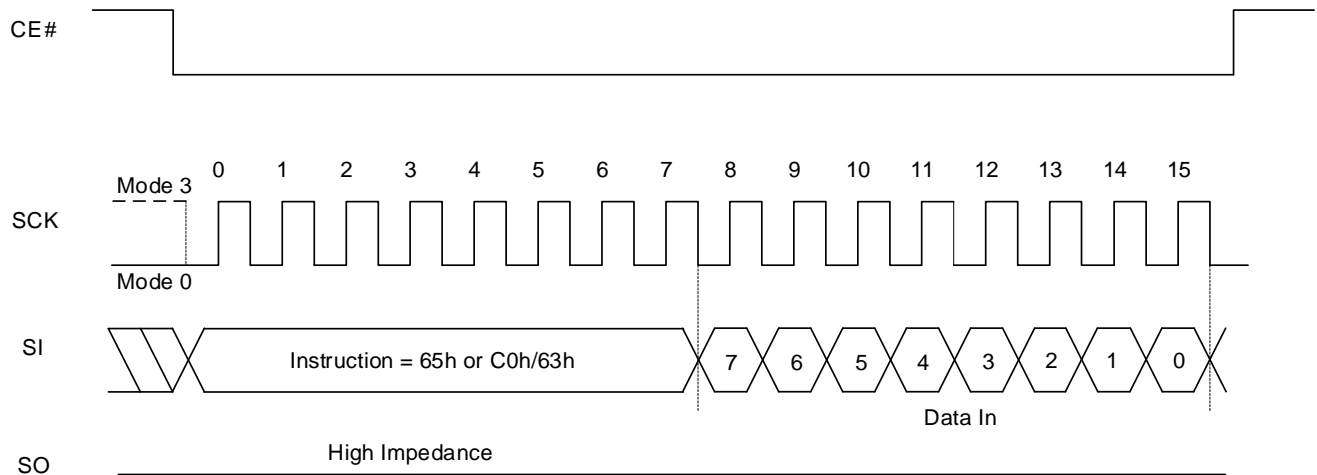 CE#
0 1 2 3 4 5 6 7 8 9 10 11 12 13 14 15
Mode 3
SCK
Mode 0
SI
Instruction = 65h or C0h/63h
7 6 5 4 3 2 1 0
Data In
High Impedance
SO